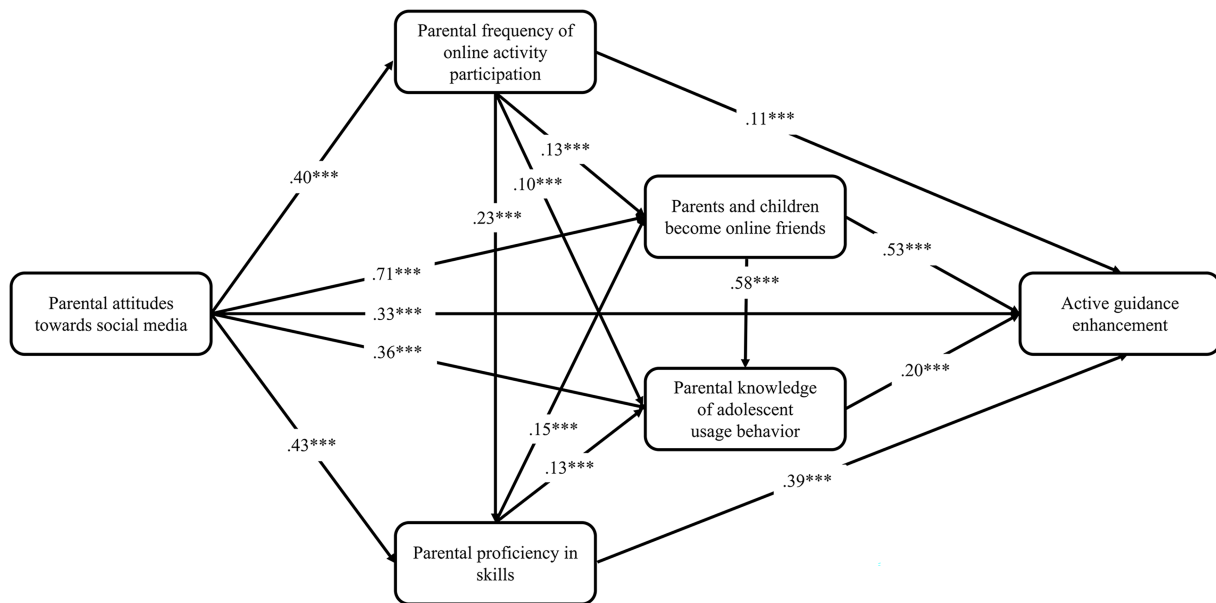 Parental frequency of
online activity
participation
.11***
.13***
.40***
.10***
Parents and children
become online friends
.23***
.53***
.71***
.58***
Parental attitudes
towards social media
.33***
Active guidance
enhancement
.36***
.20***
Parental knowledge
of adolescent
usage behavior
.43***
.15***
.13***
.39***
Parental proficiency in
skills